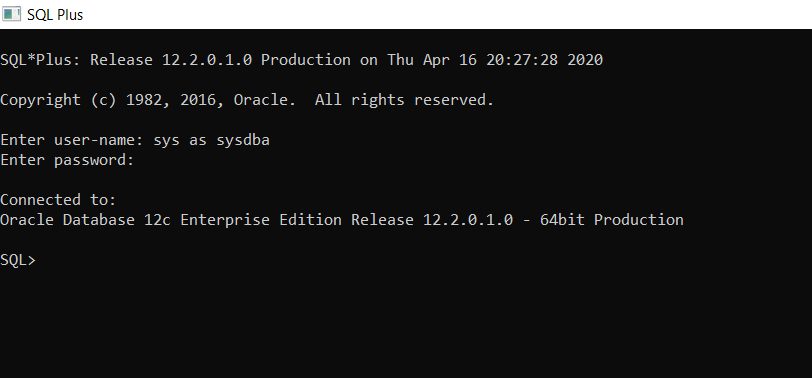 SQL Plus
SQL*Plus: Release 12.2.0.1.0 Production on Thu Apr 16 20:27:28 2020
Copyright (c) 1982, 2016, Oracle.  All rights reserved.
Enter user-name: sys as sysdba
Enter password:
Connected to:
Oracle Database 12c Enterprise Edition Release 12.2.0.1.0 - 64bit Production
SQL>